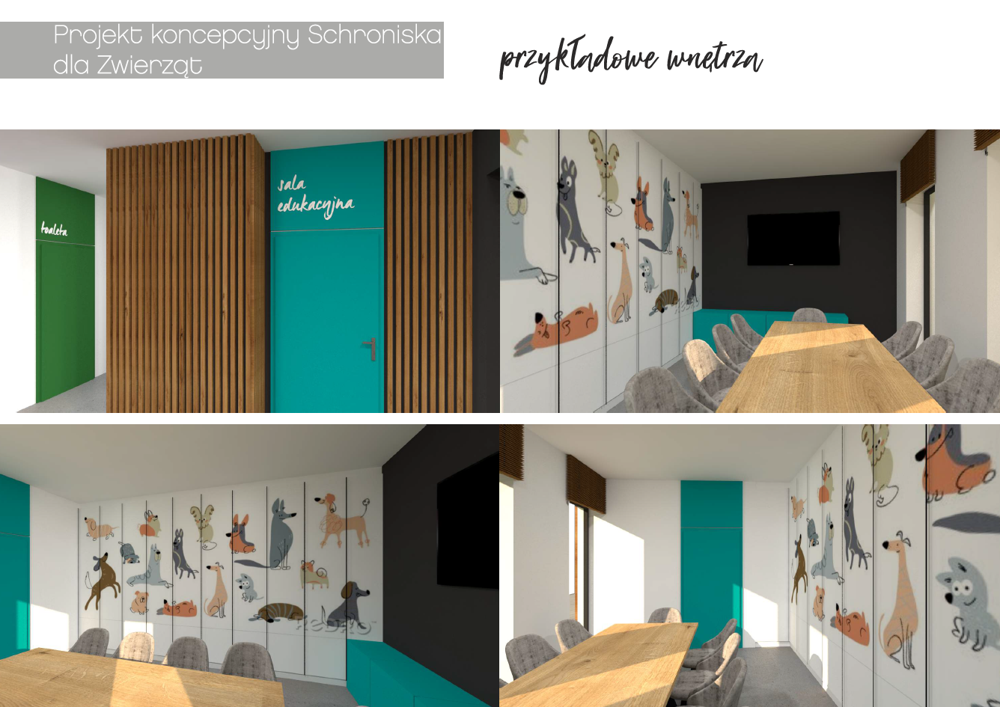 Projekt koncepcyjny Schroniska
dla Zwierząt
przykładowe wnętrza
toaleta
sala
edukacyjna